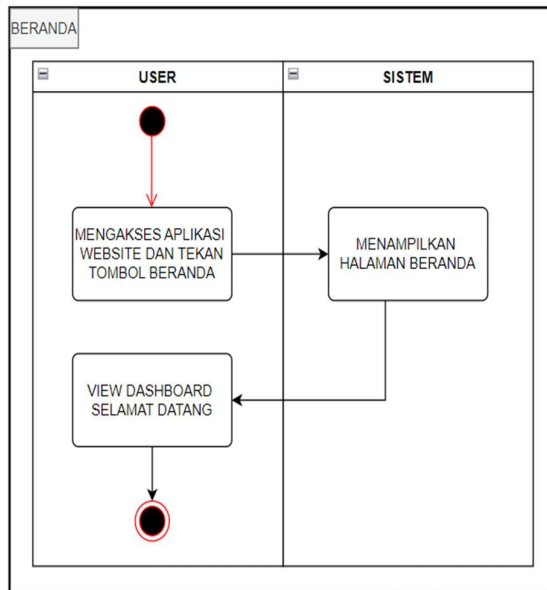 BERANDA
USER
SISTEM
MENGAKSES APLIKASI
WEBSITE DAN TEKAN
TOMBOL BERANDA
MENAMPILKAN
HALAMAN BERANDA
VIEW DASHBOARD
SELAMAT DATANG